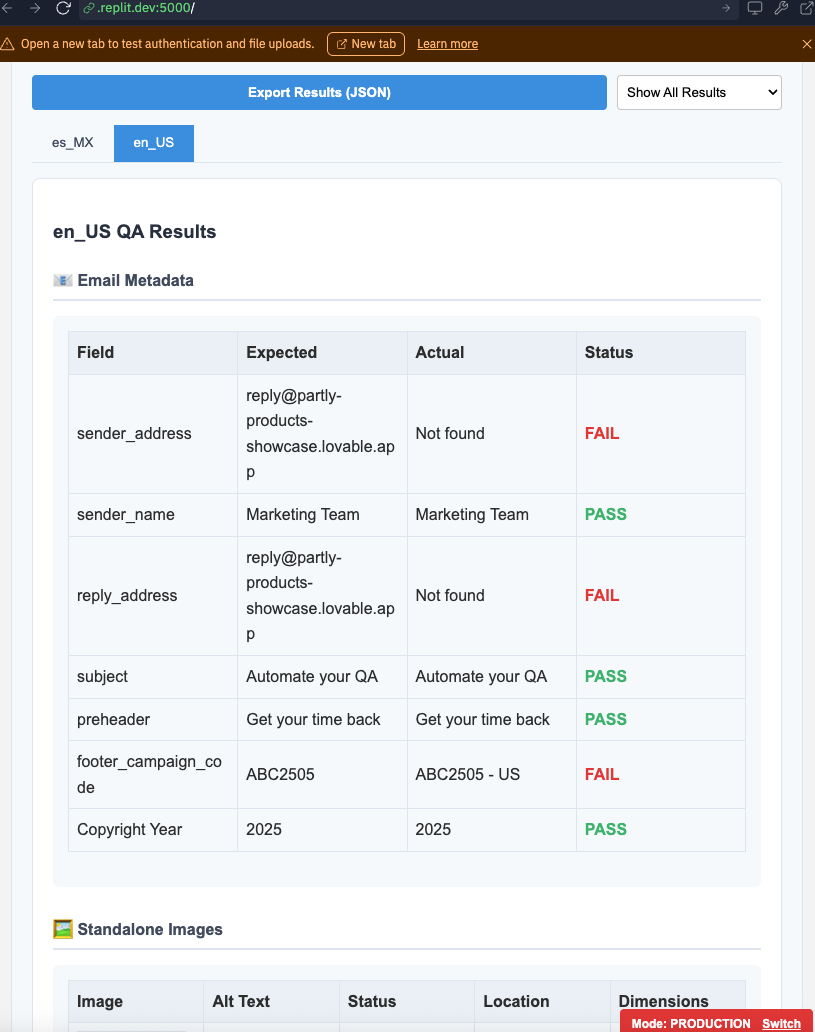 .replit.dev:5000/
Open a new tab to test authentication and file uploads. New tab Learn more
Export Results (JSON) Show All Results
es_MX en_US
en_US QA Results
Email Metadata
Field Expected Actual Status
sender_address reply@partly-
products-
showcase.lovable.ap
p Not found FAIL
sender_name Marketing Team Marketing Team PASS
reply_address reply@partly-
products-
showcase.lovable.ap
p Not found FAIL
subject Automate your QA Automate your QA PASS
preheader Get your time back Get your time back PASS
footer_campaign_co
de ABC2505 ABC2505 - US FAIL
Copyright Year 2025 2025 PASS
Standalone Images
Image Alt Text Status Location Dimensions
Mode: PRODUCTION Switch